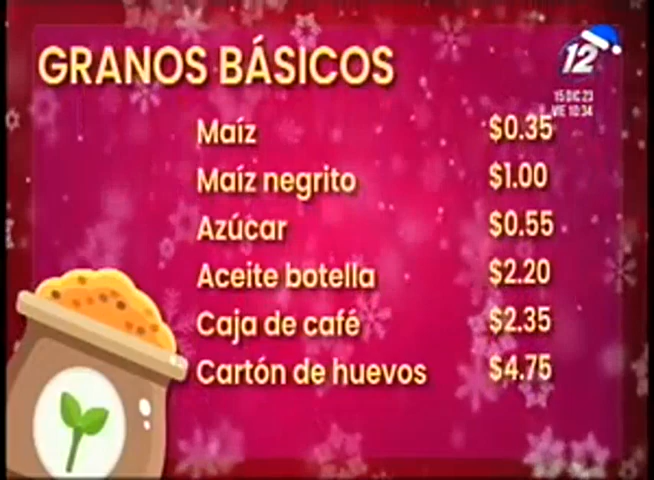 GRANOS BÁSICOS
12
15 DIC 23
VIE 10:34
Maíz $0.35
Maíz negrito $1.00
Azúcar $0.55
Aceite botella $2.20
Caja de café $2.35
Cartón de huevos $4.75